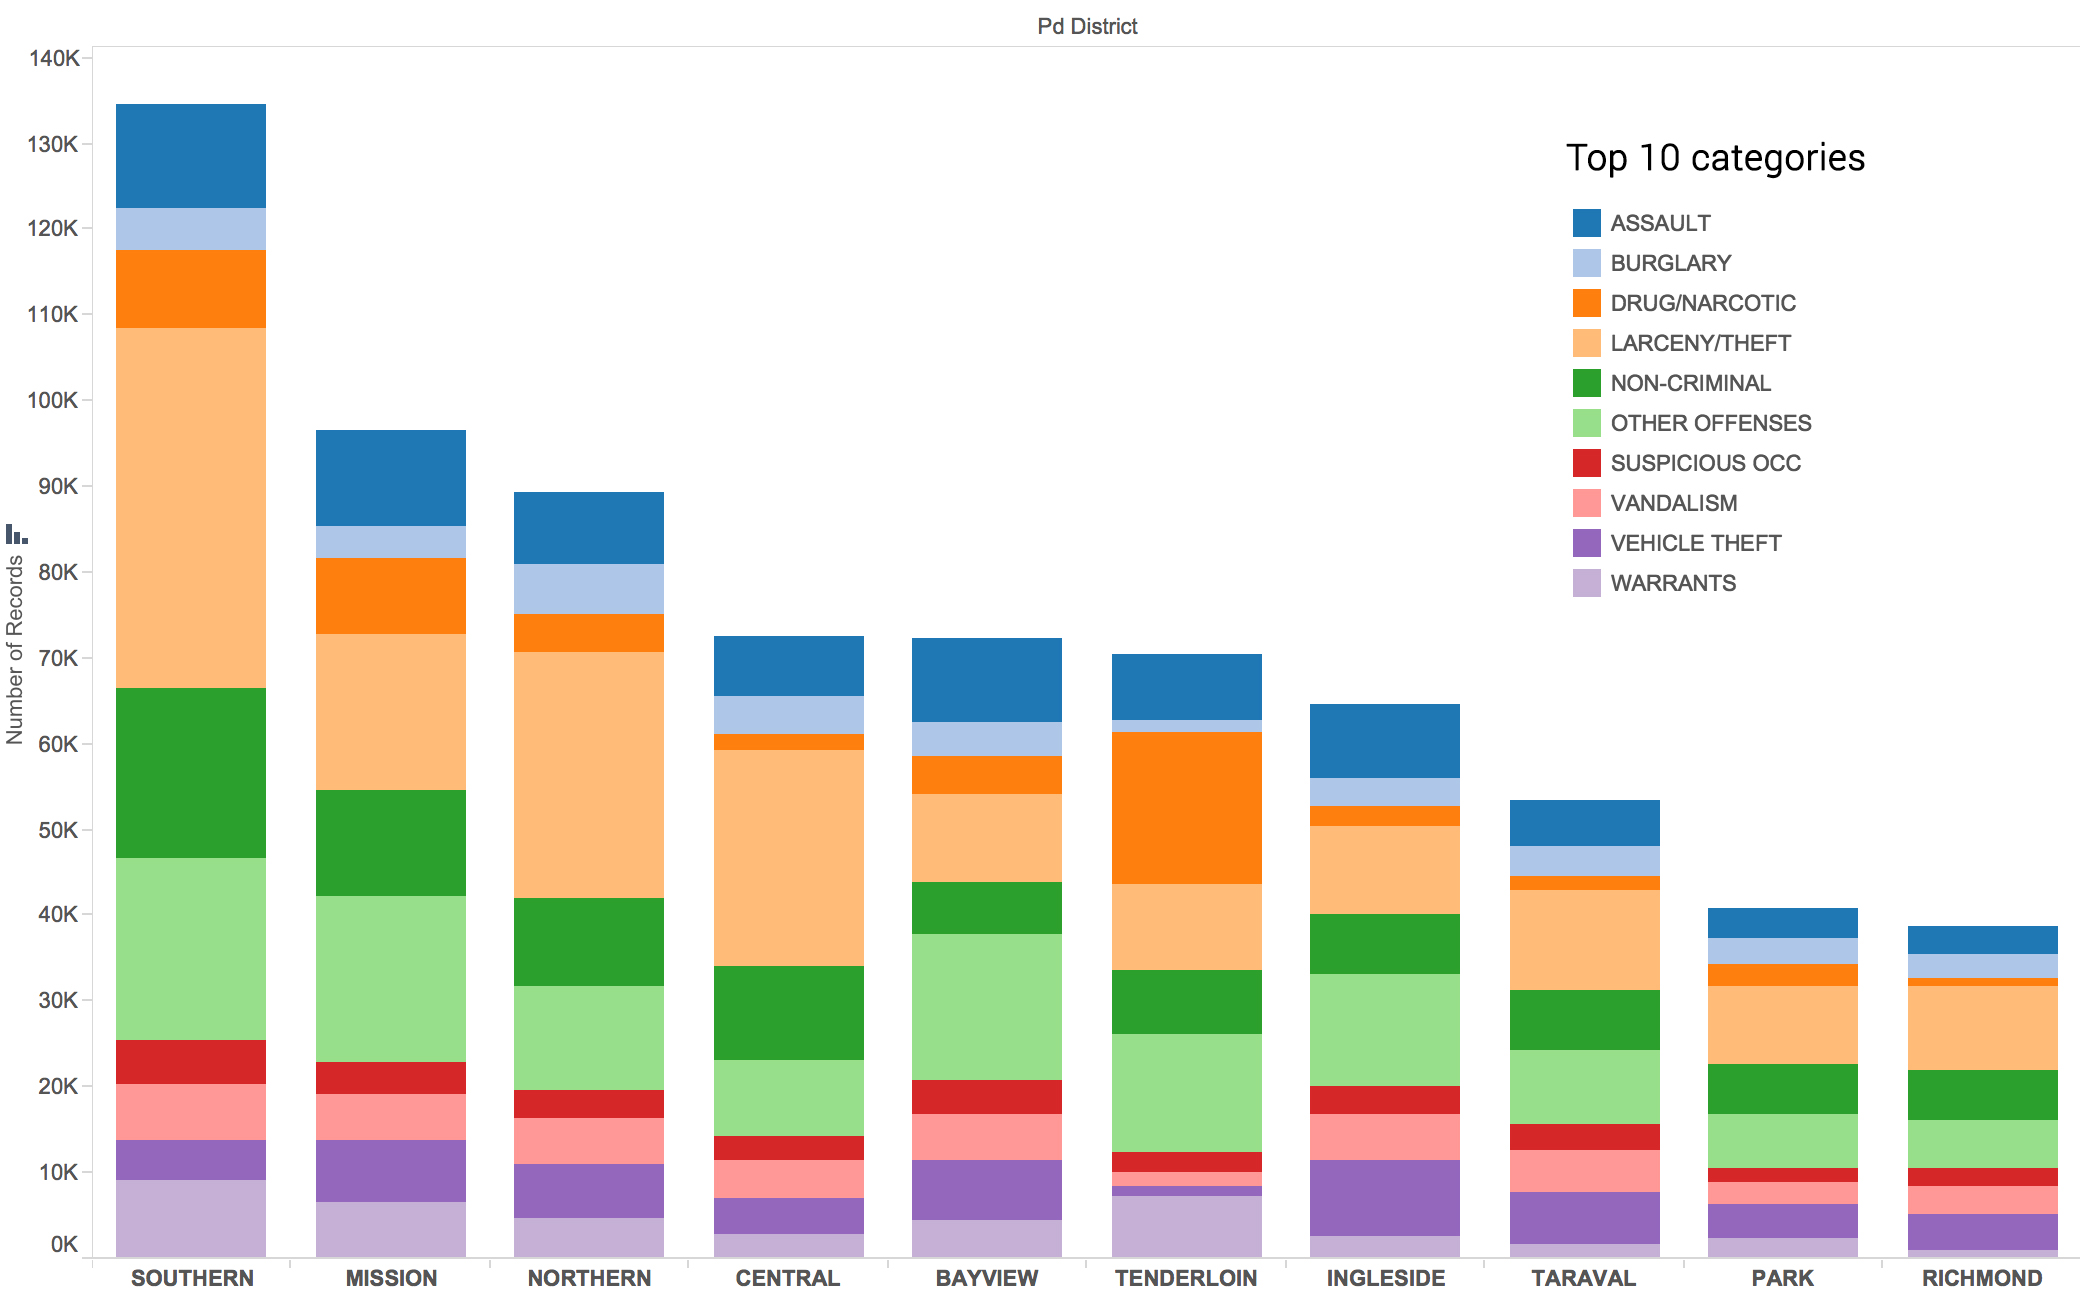 Pd District
140K
130K
120K
110K
100K
90K
80K
70K
60K
50K
40K
30K
20K
10K
0K
Number of Records
Top 10 categories
ASSAULT
BURGLARY
DRUG/NARCOTIC
LARCENY/THEFT
NON-CRIMINAL
OTHER OFFENSES
SUSPICIOUS OCC
VANDALISM
VEHICLE THEFT
WARRANTS
SOUTHERN MISSION NORTHERN CENTRAL BAYVIEW TENDERLOIN INGLESIDE TARAVAL PARK RICHMOND